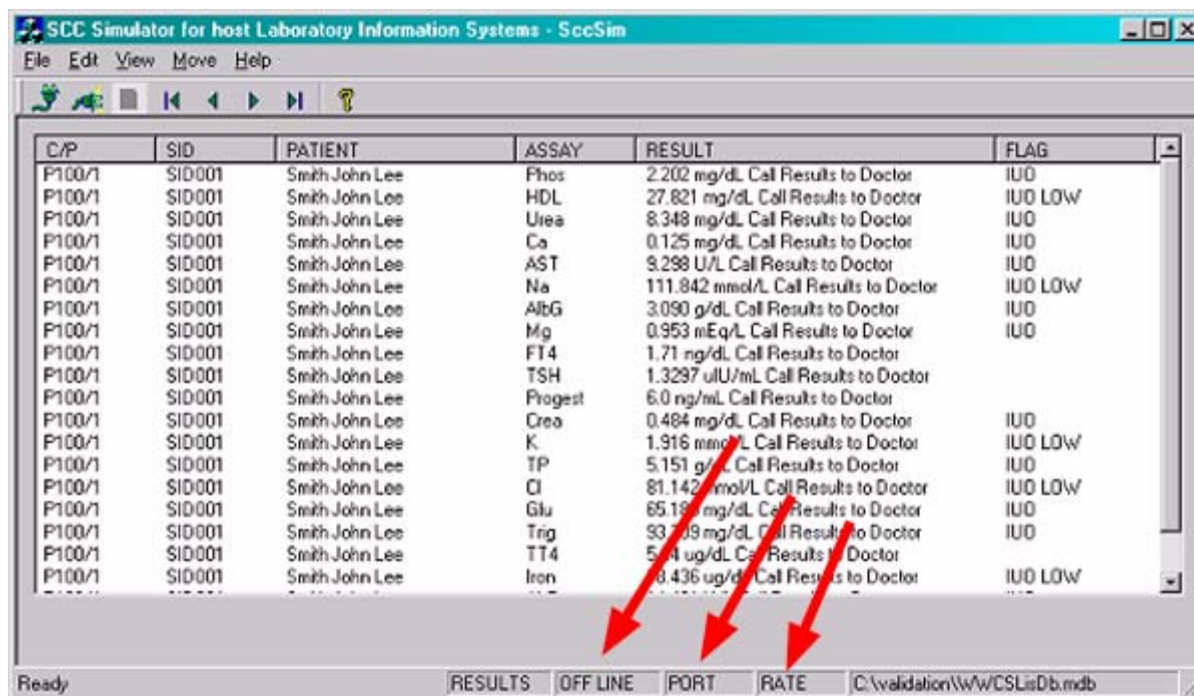 SCC Simulator for host Laboratory Information Systems - SccSim
File Edit View Move Help
C/P SID PATIENT ASSAY RESULT FLAG
P100/1 SID001 Smith John Lee Phos 2.202 mg/dL Call Results to Doctor IUO
P100/1 SID001 Smith John Lee HDL 27.821 mg/dL Call Results to Doctor IUO LOW
P100/1 SID001 Smith John Lee Urea 8.348 mg/dL Call Results to Doctor IUO
P100/1 SID001 Smith John Lee Ca 0.125 mg/dL Call Results to Doctor IUO
P100/1 SID001 Smith John Lee AST 9.298 U/L Call Results to Doctor IUO
P100/1 SID001 Smith John Lee Na 111.842 mmol/L Call Results to Doctor IUO LOW
P100/1 SID001 Smith John Lee AlbG 3.090 g/dL Call Results to Doctor IUO
P100/1 SID001 Smith John Lee Mg 0.953 mEq/L Call Results to Doctor IUO
P100/1 SID001 Smith John Lee FT4 1.71 ng/dL Call Results to Doctor
P100/1 SID001 Smith John Lee TSH 1.3297 uIU/mL Call Results to Doctor
P100/1 SID001 Smith John Lee Progest 6.0 ng/mL Call Results to Doctor
P100/1 SID001 Smith John Lee Crea 0.484 mg/dL Call Results to Doctor IUO
P100/1 SID001 Smith John Lee K 1.916 Call Results to Doctor IUO LOW
P100/1 SID001 Smith John Lee TP 5.151 Call Results to Doctor IUO
P100/1 SID001 Smith John Lee Cl Call Results to Doctor IUO LOW
P100/1 SID001 Smith John Lee Glu mg/dL Results to Doctor IUO
P100/1 SID001 Smith John Lee Trig mg/dL Call Doctor IUO
P100/1 SID001 Smith John Lee TT4 ug/dL Doctor
P100/1 SID001 Smith John Lee Iron Call to Doctor IUO LOW
Ready RESULTS OFF LINE PORT RATE C:\validation\WWCSLisDb.mdb